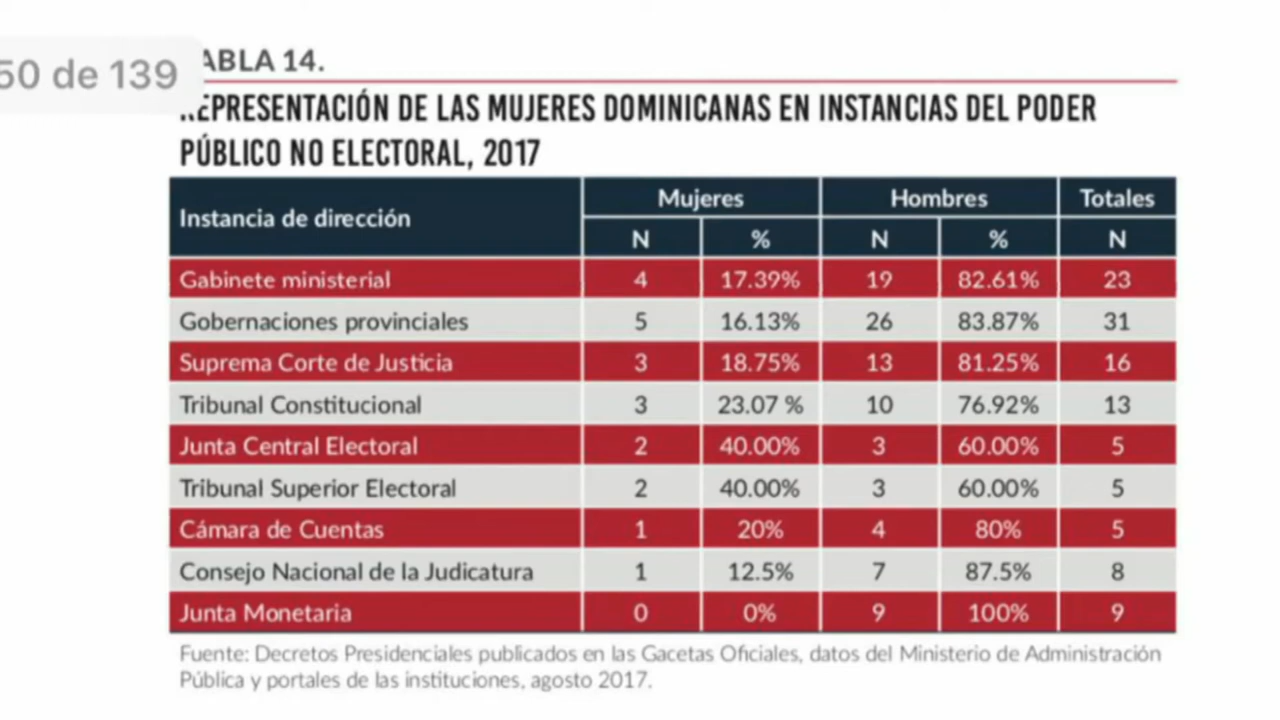 50 de 139
ABLA 14.
REPRESENTACIÓN DE LAS MUJERES DOMINICANAS EN INSTANCIAS DEL PODER
PÚBLICO NO ELECTORAL, 2017
Instancia de dirección Mujeres Hombres Totales
N % N % N
Gabinete ministerial 4 17.39% 19 82.61% 23
Gobernaciones provinciales 5 16.13% 26 83.87% 31
Suprema Corte de Justicia 3 18.75% 13 81.25% 16
Tribunal Constitucional 3 23.07 % 10 76.92% 13
Junta Central Electoral 2 40.00% 3 60.00% 5
Tribunal Superior Electoral 2 40.00% 3 60.00% 5
Cámara de Cuentas 1 20% 4 80% 5
Consejo Nacional de la Judicatura 1 12.5% 7 87.5% 8
Junta Monetaria 0 0% 9 100% 9
Fuente: Decretos Presidenciales publicados en las Gacetas Oficiales, datos del Ministerio de Administración
Pública y portales de las instituciones, agosto 2017.